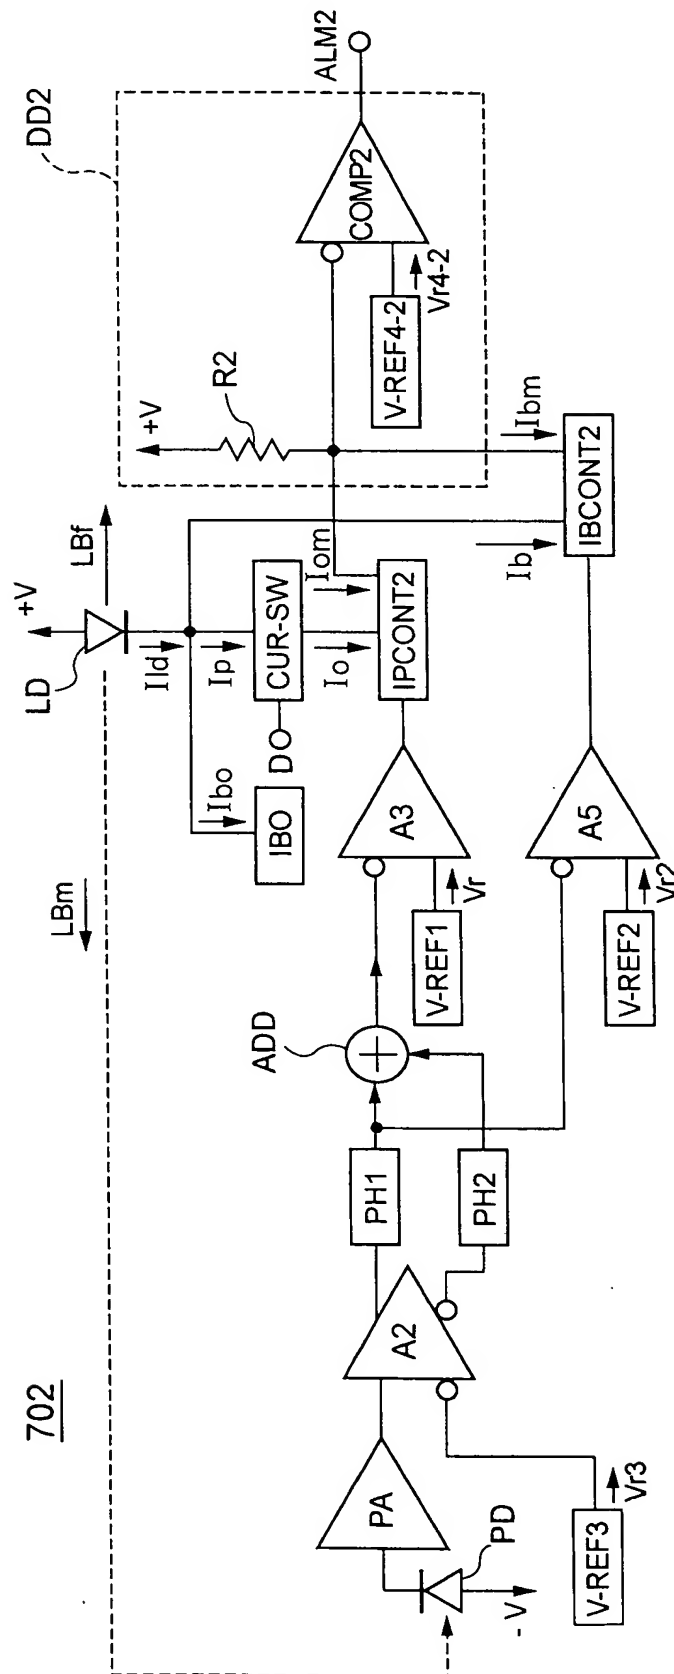 702
LBm
LBf
LD
+V
Ild
Ibo
IBO
Ip
CUR-SW
DO
Io
Iom
IPCONT2
DD2
+V
R2
COMP2
ALM2
V-REF4-2
Vr4-2
Ibm
Ib
IBCONT2
ADD
A3
V-REF1
Vr
A5
V-REF2
Vr2
PH1
PH2
A2
PA
PD
-V
V-REF3
Vr3